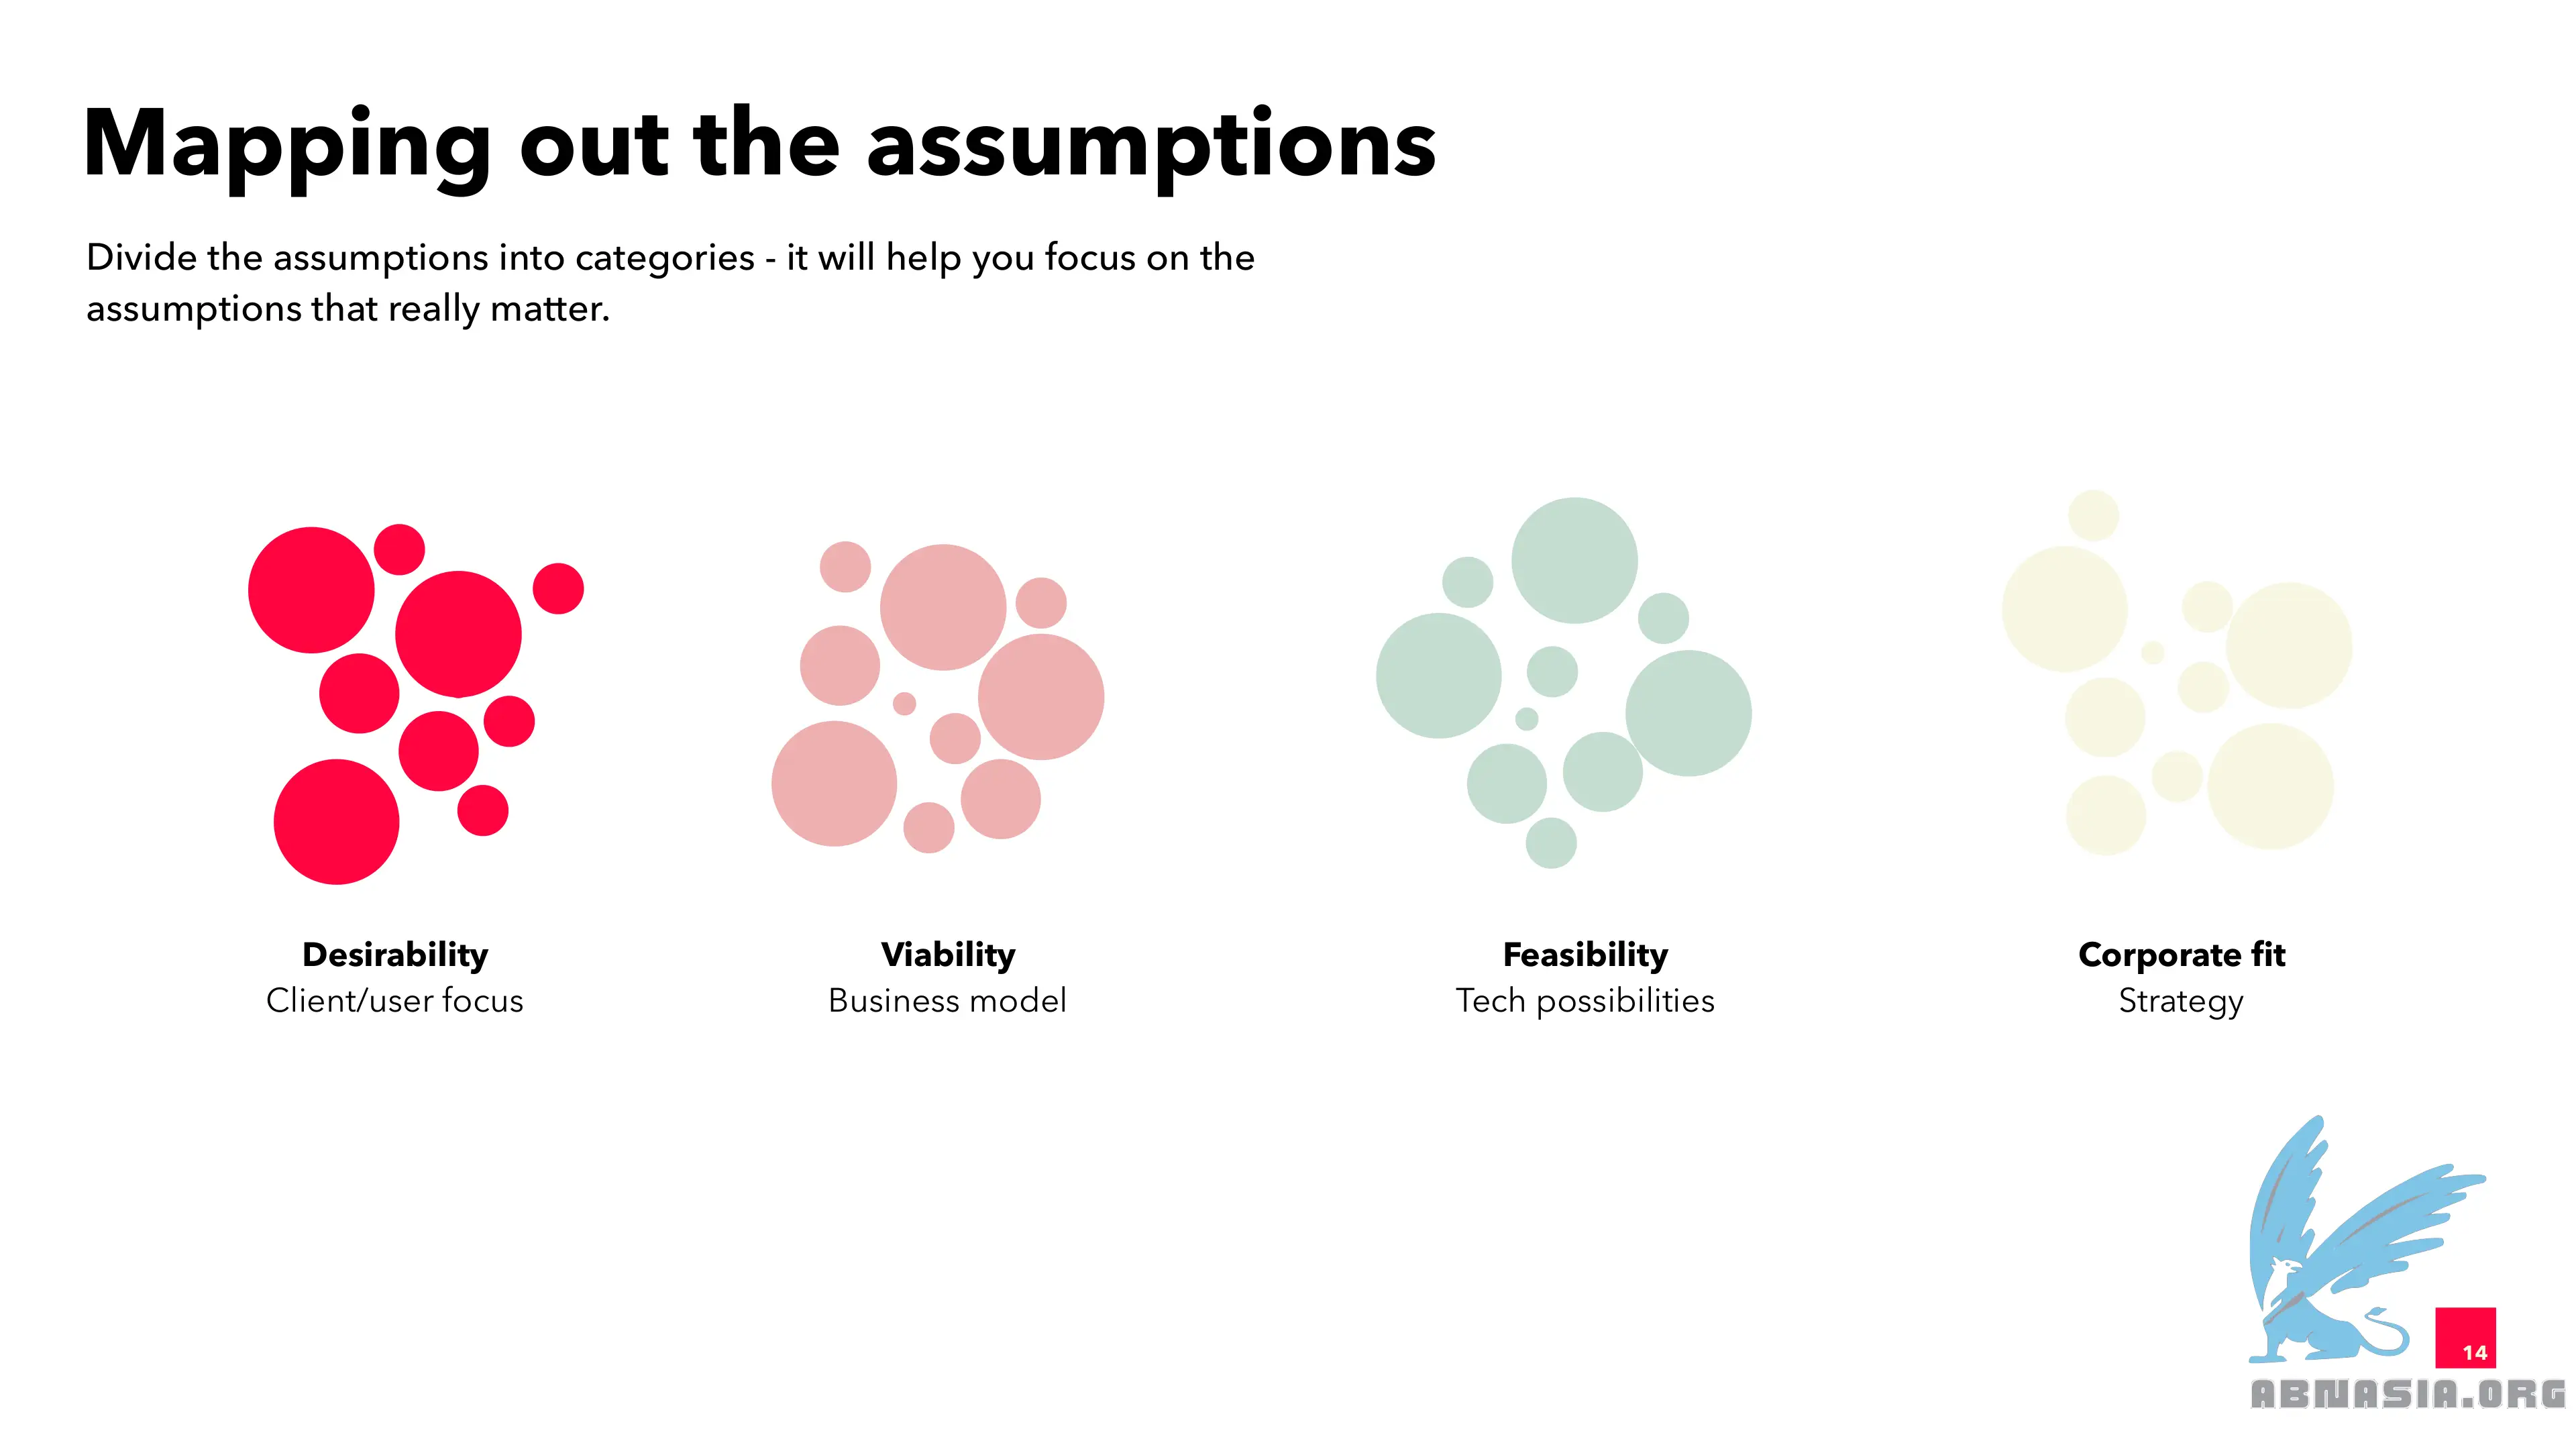 Mapping out the assumptions
Divide the assumptions into categories - it will help you focus on the
assumptions that really matter.
Desirability
Client/user focus
Viability
Business model
Feasibility
Tech possibilities
Corporate fit
Strategy
14
ABNASIA.ORG